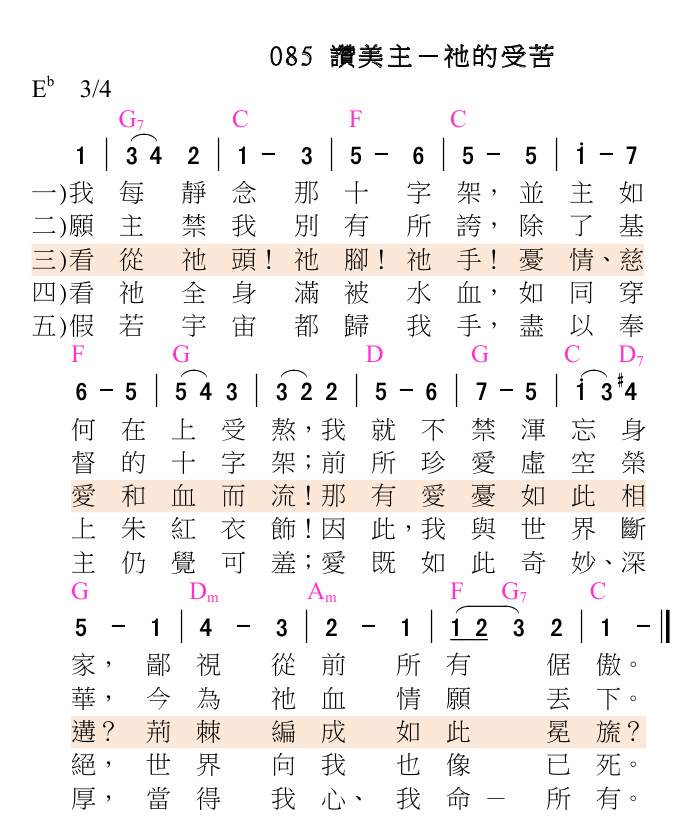 085 讚美主－祂的受苦
E♭ 3/4
G7 C F C
1 | 3 4 2 | 1 - 3 | 5 - 6 | 5 - 5 | i - 7
一)我 每 靜 念 那 十 字 架， 並 主 如
二)願 主 禁 我 別 有 所 誇， 除 了 基
三)看 從 祂 頭！ 祂 腳！ 祂 手！ 憂 情、慈
四)看 祂 全 身 滿 被 水 血， 如 同 穿
五)假 若 宇 宙 都 歸 我 手， 盡 以 奉
F G D G C D7
6 - 5 | 5 4 3 | 3 2 2 | 5 - 6 | 7 - 5 | i 3 #4
何 在 上 受 熬，我 就 不 禁 渾 忘 身
督 的 十 字 架；前 所 珍 愛 虛 空 榮
愛 和 血 而 流！那 有 愛 憂 如 此 相
上 朱 紅 衣 飾！因 此，我 與 世 界 斷
主 仍 覺 可 羞；愛 既 如 此 奇 妙、深
G Dm Am F G7 C
5 - 1 | 4 - 3 | 2 - 1 | 1 2 3 2 | 1 - ‖
家， 鄙 視 從 前 所 有 倨 傲。
華， 今 為 祂 血 情 願 丟 下。
遘？ 荊 棘 編 成 如 此 冕 旒？
絕， 世 界 向 我 也 像 已 死。
厚， 當 得 我 心、 我 命 － 所 有。